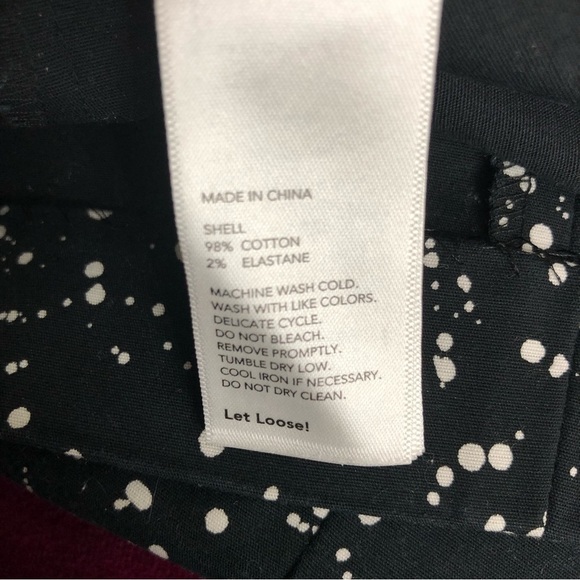 MADE IN CHINA
SHELL
98% COTTON
2% ELASTANE
MACHINE WASH COLD.
WASH WITH LIKE COLORS.
DELICATE CYCLE.
DO NOT BLEACH.
REMOVE PROMPTLY.
TUMBLE DRY LOW.
COOL IRON IF NECESSARY.
DO NOT DRY CLEAN.
Let Loose!